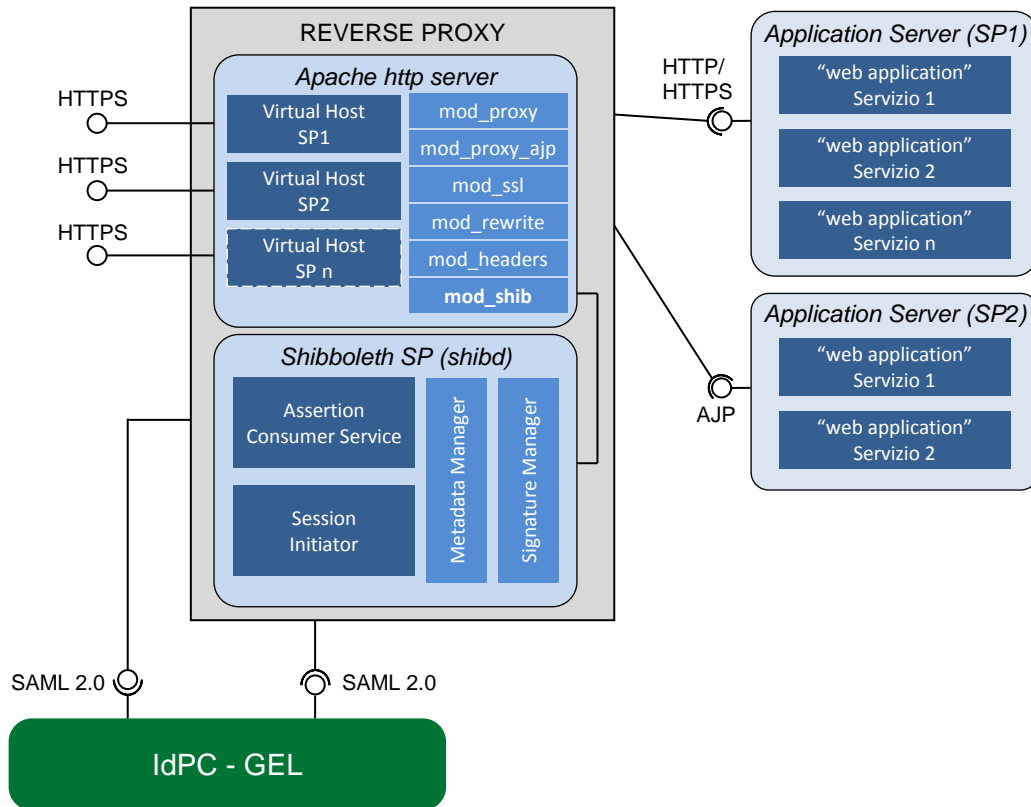 REVERSE PROXY
Apache http server
HTTPS
HTTPS
HTTPS
Virtual Host
SP1
Virtual Host
SP2
Virtual Host
SP n
mod_proxy
mod_proxy_ajp
mod_ssl
mod_rewrite
mod_headers
mod_shib
Shibboleth SP (shibd)
Assertion
Consumer Service
Session
Initiator
Metadata Manager
Signature Manager
HTTP/
HTTPS
AJP
Application Server (SP1)
“web application”
Servizio 1
“web application”
Servizio 2
“web application”
Servizio n
Application Server (SP2)
“web application”
Servizio 1
“web application”
Servizio 2
SAML 2.0
SAML 2.0
IdPC - GEL